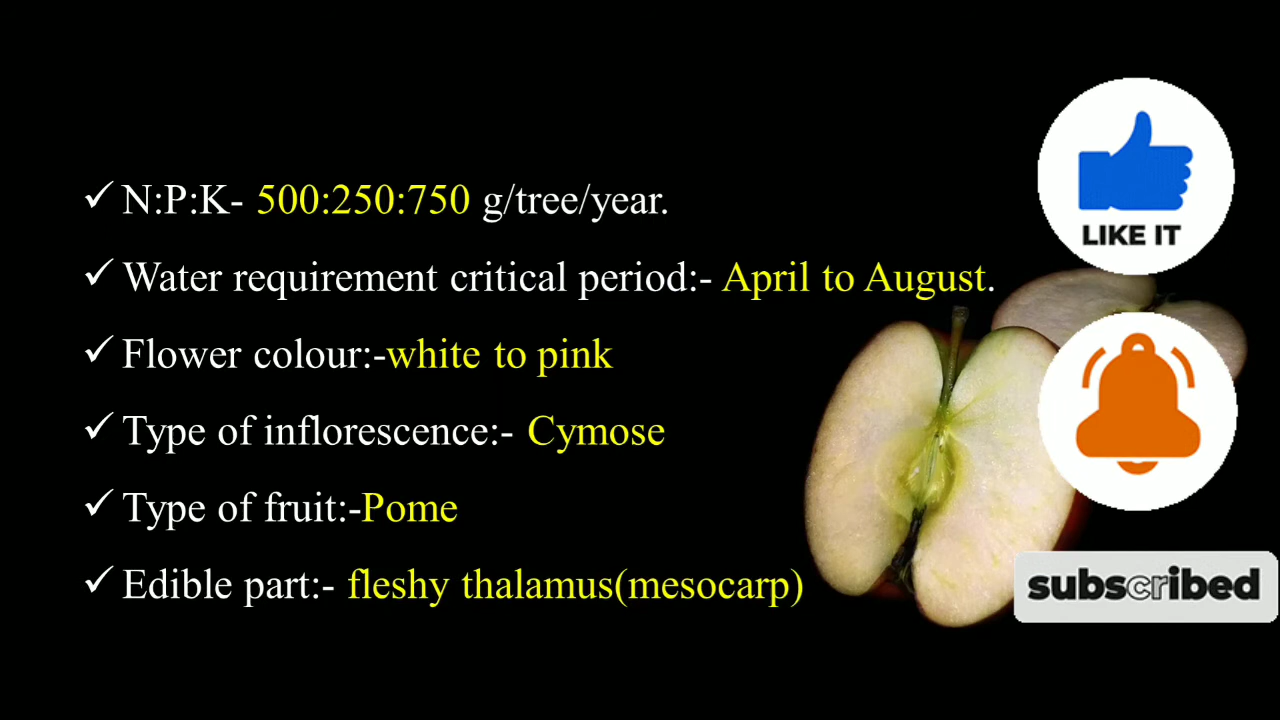 ✓ N:P:K- 500:250:750 g/tree/year.
✓ Water requirement critical period:- April to August.
✓ Flower colour:-white to pink
✓ Type of inflorescence:- Cymose
✓ Type of fruit:-Pome
✓ Edible part:- fleshy thalamus(mesocarp)
LIKE IT
subscribed